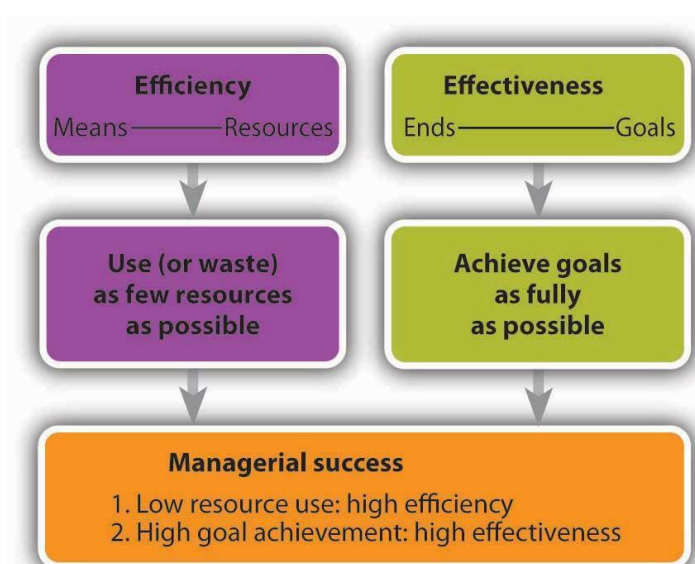 Efficiency
Means Resources
Use (or waste)
as few resources
as possible
Effectiveness
Ends Goals
Achieve goals
as fully
as possible
Managerial success
1. Low resource use: high efficiency
2. High goal achievement: high effectiveness